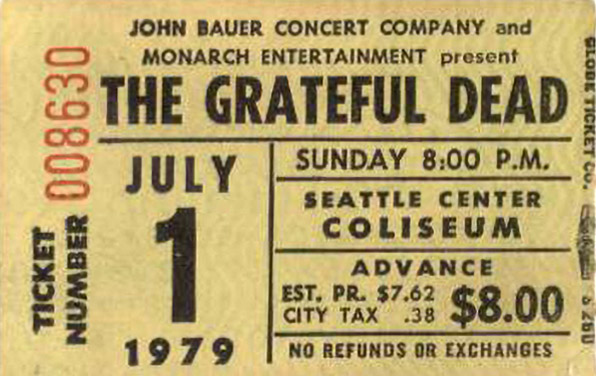 JOHN BAUER CONCERT COMPANY and
MONARCH ENTERTAINMENT present
THE GRATEFUL DEAD
TICKET NUMBER
008630
JULY
1
1979
SUNDAY 8:00 P.M.
SEATTLE CENTER
COLISEUM
ADVANCE
EST. PR. $7.62
CITY TAX .38
$8.00
NO REFUNDS OR EXCHANGES
GLOBE TICKET CO.